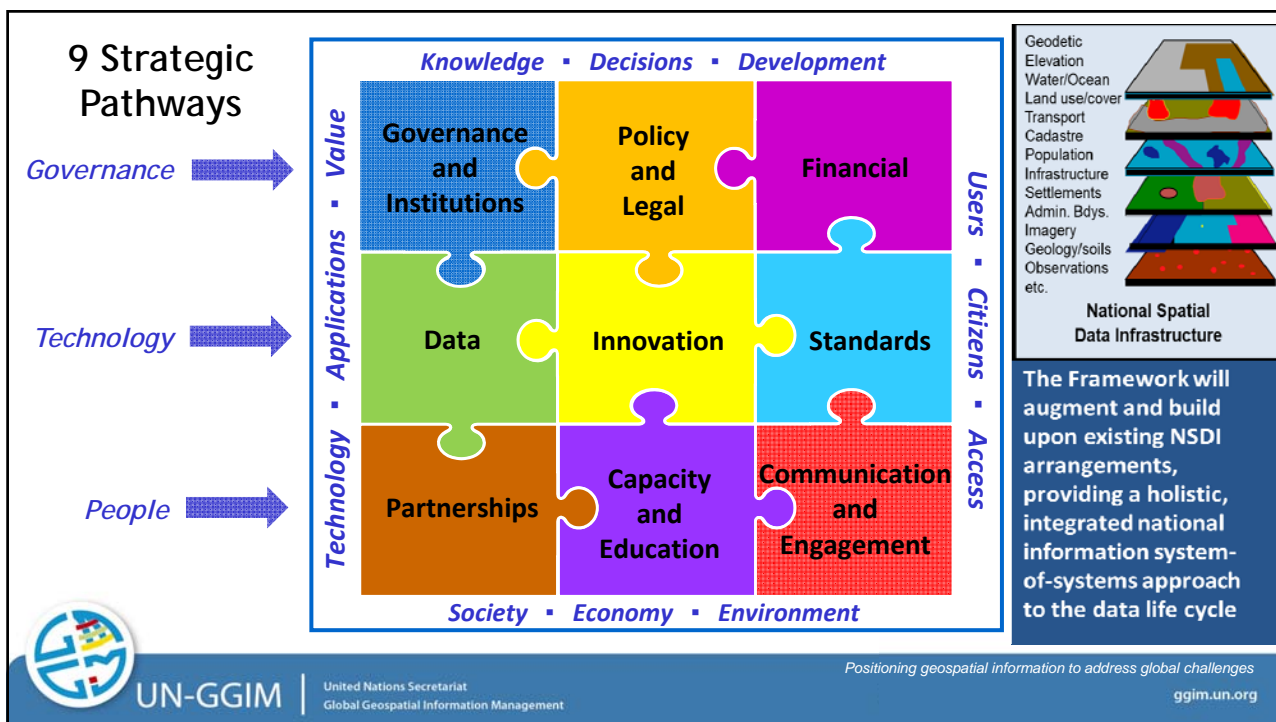 9 Strategic
Pathways
Governance
Technology
People
Knowledge ▪ Decisions ▪ Development
Technology ▪ Applications ▪ Value
Governance
and
Institutions
Policy
and
Legal
Financial
Data
Innovation
Standards
Partnerships
Capacity
and
Education
Communication
and
Engagement
Users ▪ Citizens ▪ Access
Society ▪ Economy ▪ Environment
Geodetic
Elevation
Water/Ocean
Land use/cover
Transport
Cadastre
Population
Infrastructure
Settlements
Admin. Bdys.
Imagery
Geology/soils
Observations
etc.
National Spatial
Data Infrastructure
The Framework will
augment and build
upon existing NSDI
arrangements,
providing a holistic,
integrated national
information system-
of-systems approach
to the data life cycle
UN-GGIM
United Nations Secretariat
Global Geospatial Information Management
Positioning geospatial information to address global challenges
ggim.un.org